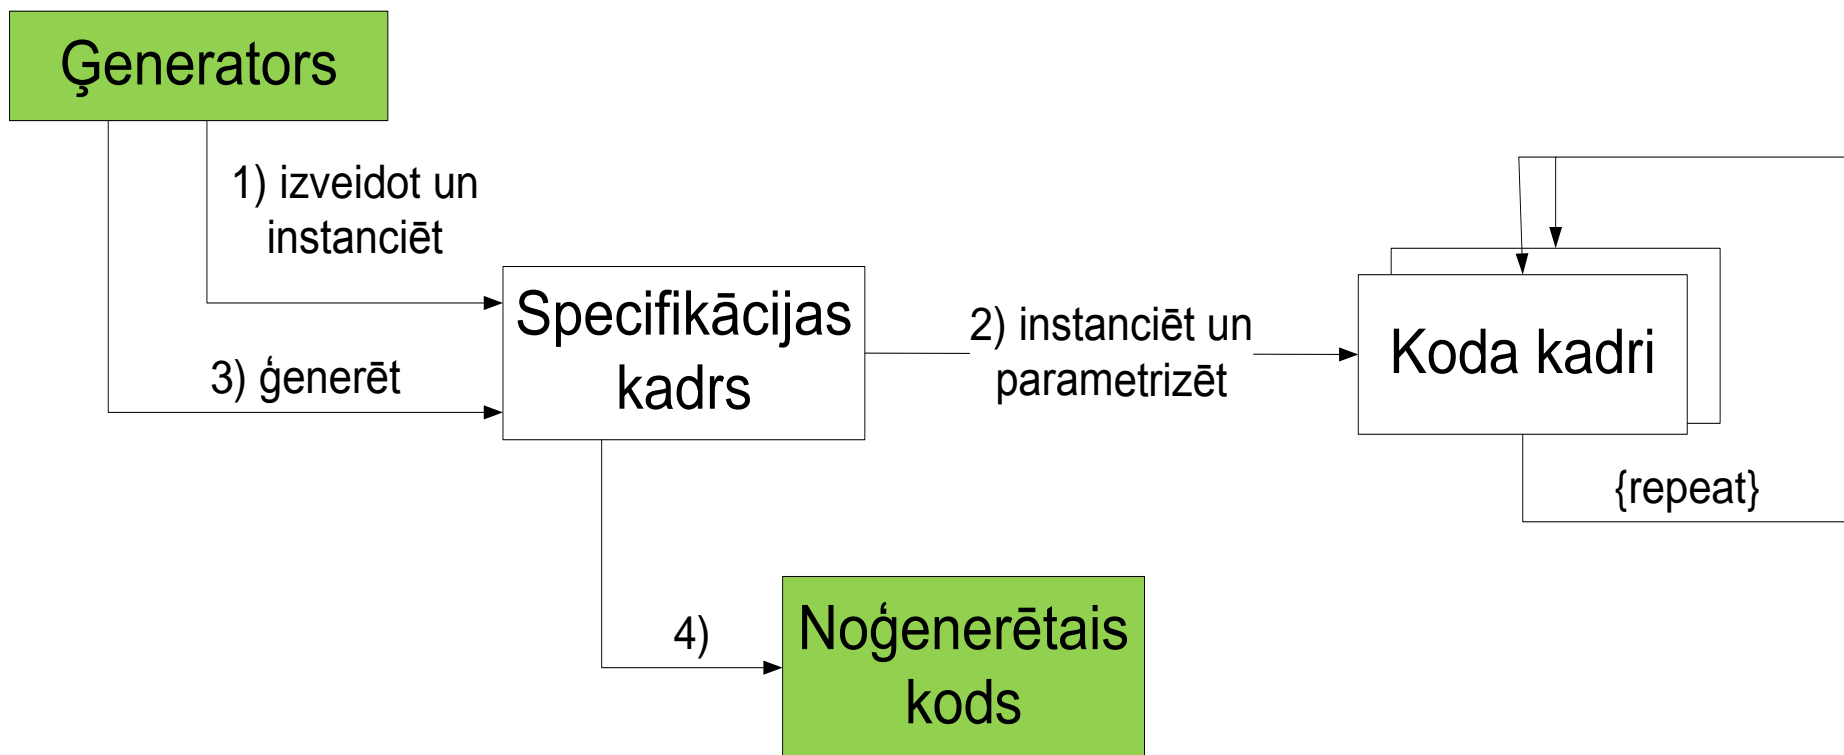 Ģenerators
1) izveidot un
instanciēt
Specifikācijas
kadrs
2) instanciēt un
parametrizēt
Koda kadri
3) ģenerēt
{repeat}
4)
Noģenerētais
kods